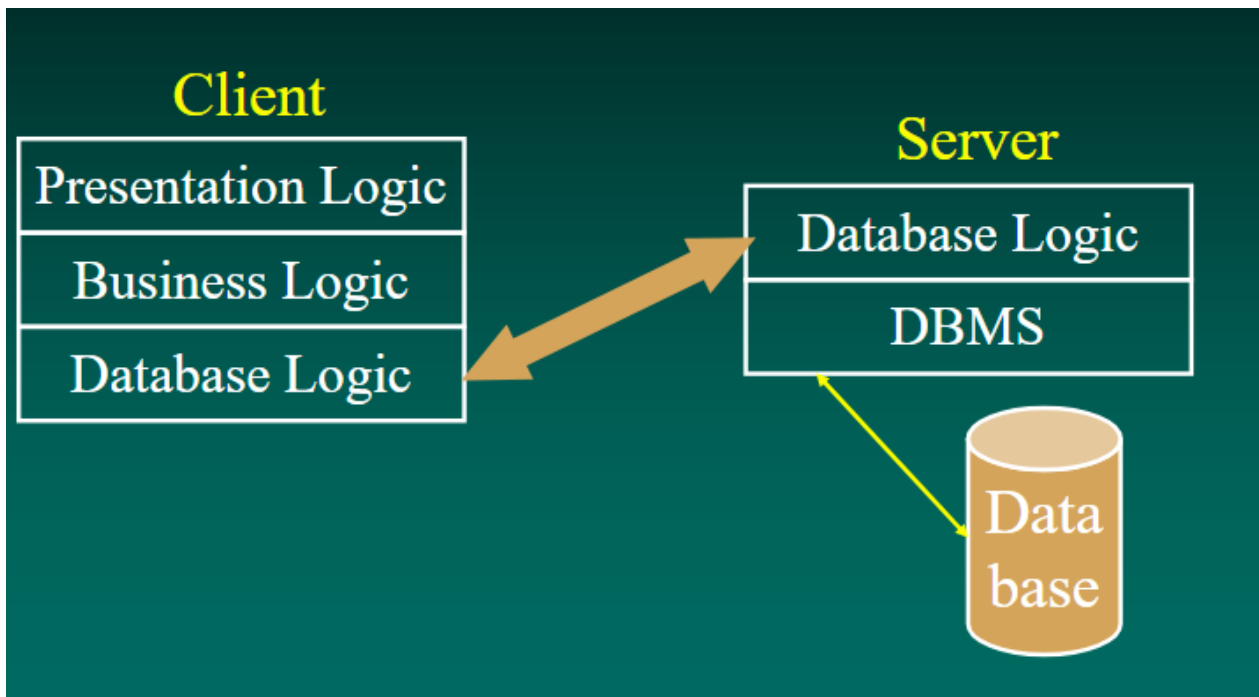 Client
Presentation Logic
Business Logic
Database Logic
Server
Database Logic
DBMS
Data
base